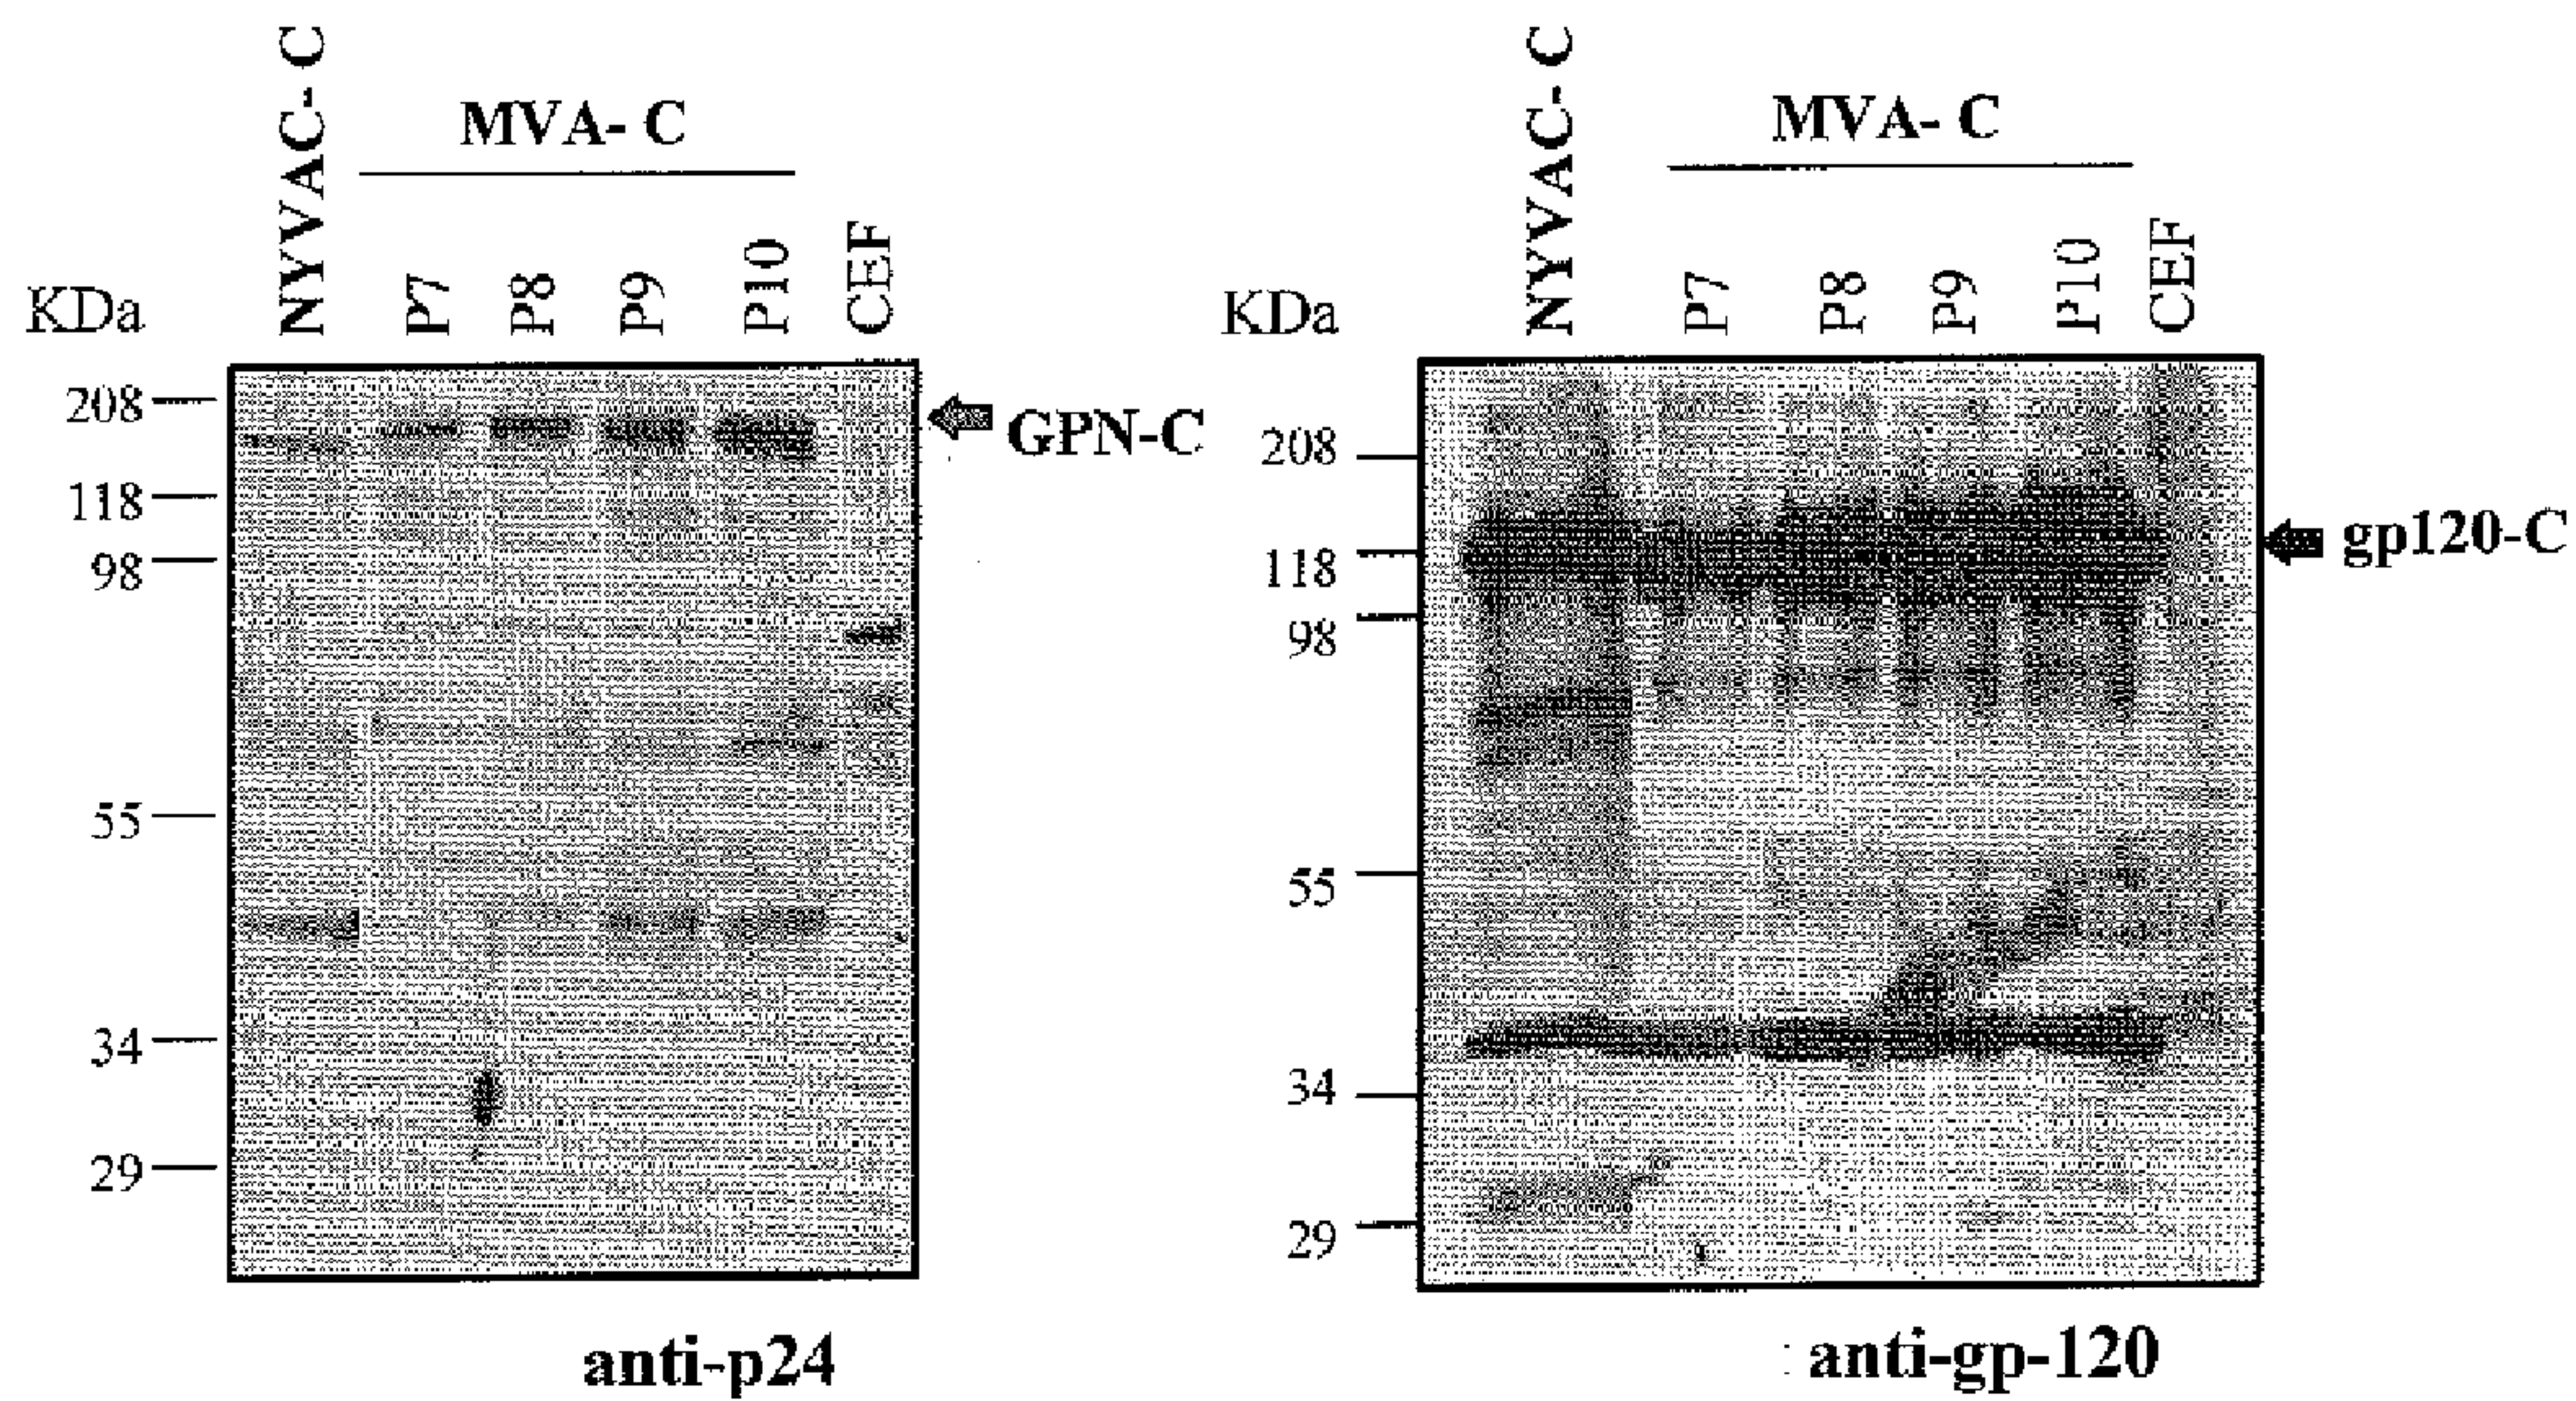 NYVAC- C
MVA- C
P7
P8
P9
P10
CEF
KDa
208
118
98
55
34
29
GPN-C
anti-p24
NYVAC- C
MVA- C
P7
P8
P9
P10
CEF
KDa
208
118
98
55
34
29
gp120-C
anti-gp-120